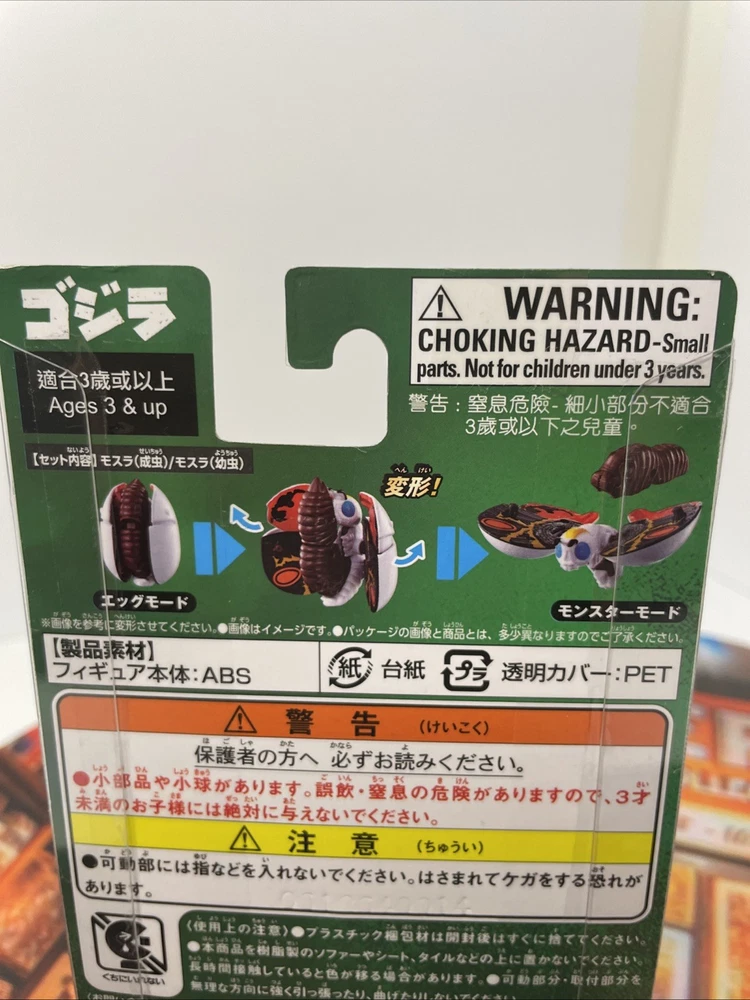 ゴジラ
適合3歲或以上
Ages 3 & up
WARNING:
CHOKING HAZARD-Small
parts. Not for children under 3 years.
警告：窒息危險- 細小部份不適合
3歲或以下之兒童。
【セット内容】モスラ(成虫)/モスラ(幼虫)
変形！
エッグモード
モンスターモード
※画像を参考に変形させてください。●画像はイメージです。●パッケージの画像と商品とは、多少異なりますのでご了承ください。
【製品素材】
フィギュア本体：ABS
紙 台紙 プラ 透明カバー：PET
警告 (けいこく)
保護者の方へ 必ずお読みください。
●小部品や小球があります。誤飲・窒息の危険がありますので、3才
未満のお子様には絶対に与えないでください。
注意 (ちゅうい)
●可動部には指などを入れないでください。はさまれてケガをする恐れが
あります。
くちにいれない
〈使用上の注意〉●プラスチック梱包材は開封後はすぐに捨ててください。
●本商品を樹脂製のソファーやシート、タイルなどの上に置かないでください。
長時間接触していると色が移る場合があります。●可動部分・取付部分を
無理な方向に強く引っ張ったり、曲げたりしないでください。